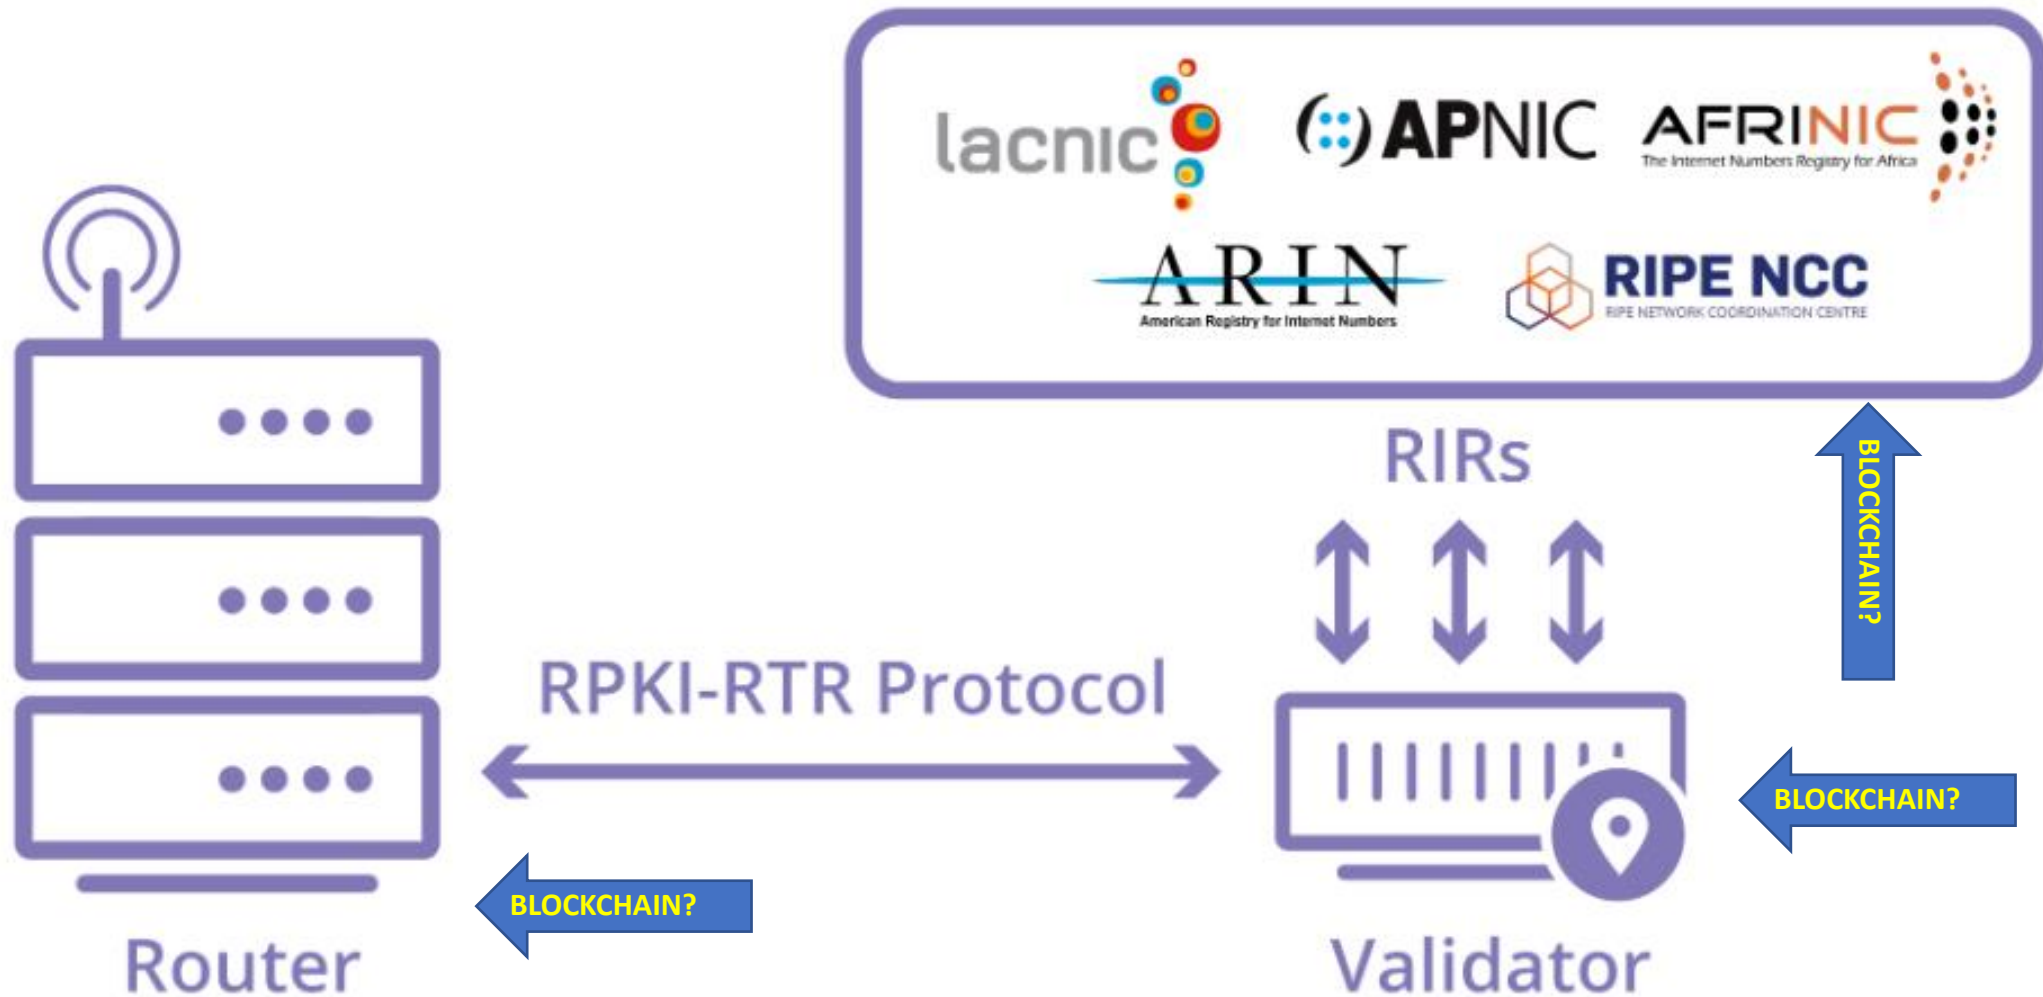 lacnic
APNIC
AFRINIC
The Internet Numbers Registry for Africa
ARIN
American Registry for Internet Numbers
RIPE NCC
RIPE NETWORK COORDINATION CENTRE
RIRs
BLOCKCHAIN?
RPKI-RTR Protocol
BLOCKCHAIN?
BLOCKCHAIN?
Router
Validator